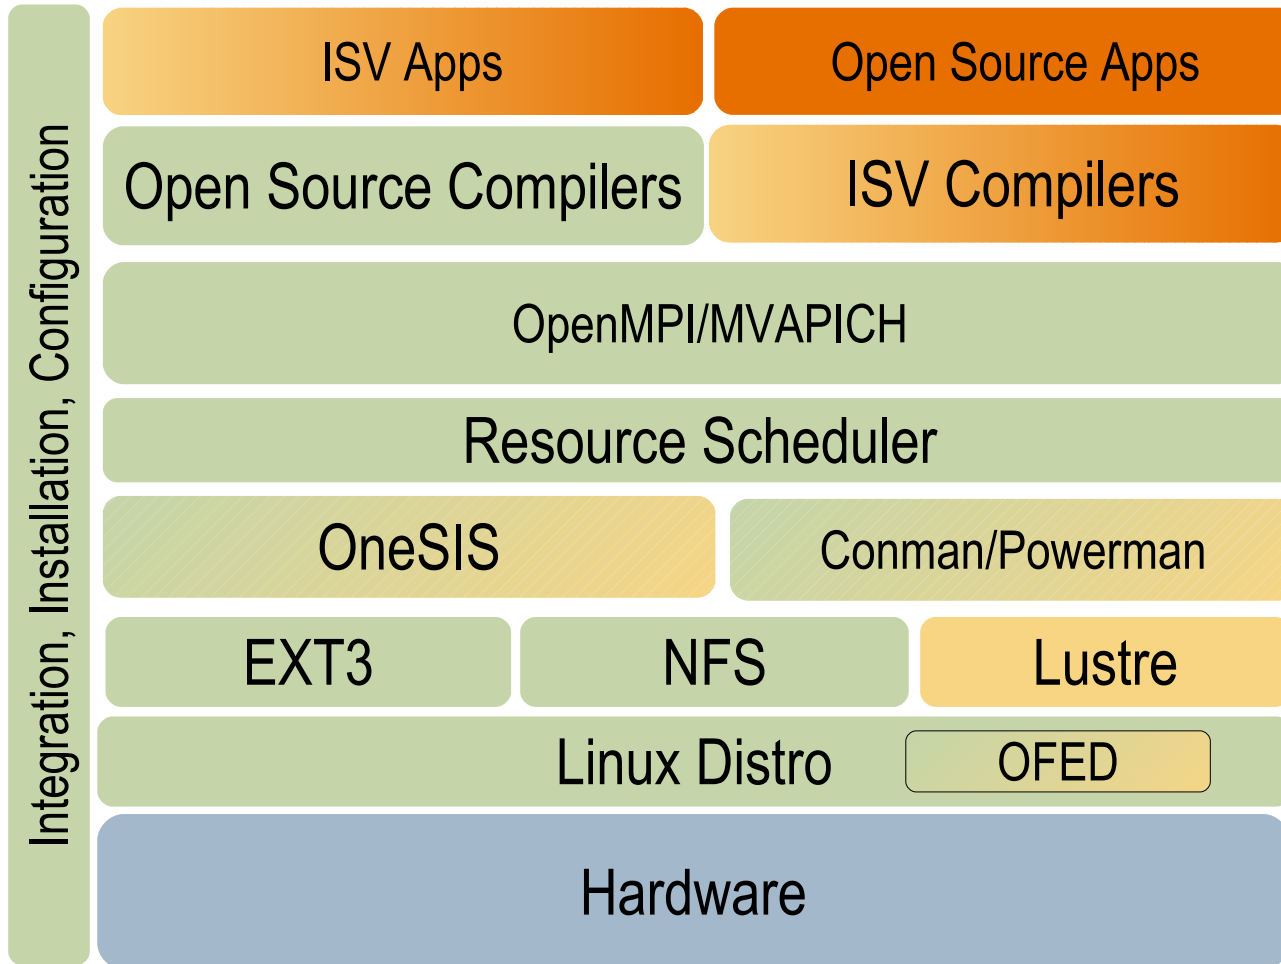 Integration, Installation, Configuration
ISV Apps
Open Source Apps
Open Source Compilers
ISV Compilers
OpenMPI/MVAPICH
Resource Scheduler
OneSIS
Conman/Powerman
EXT3
NFS
Lustre
Linux Distro
OFED
Hardware